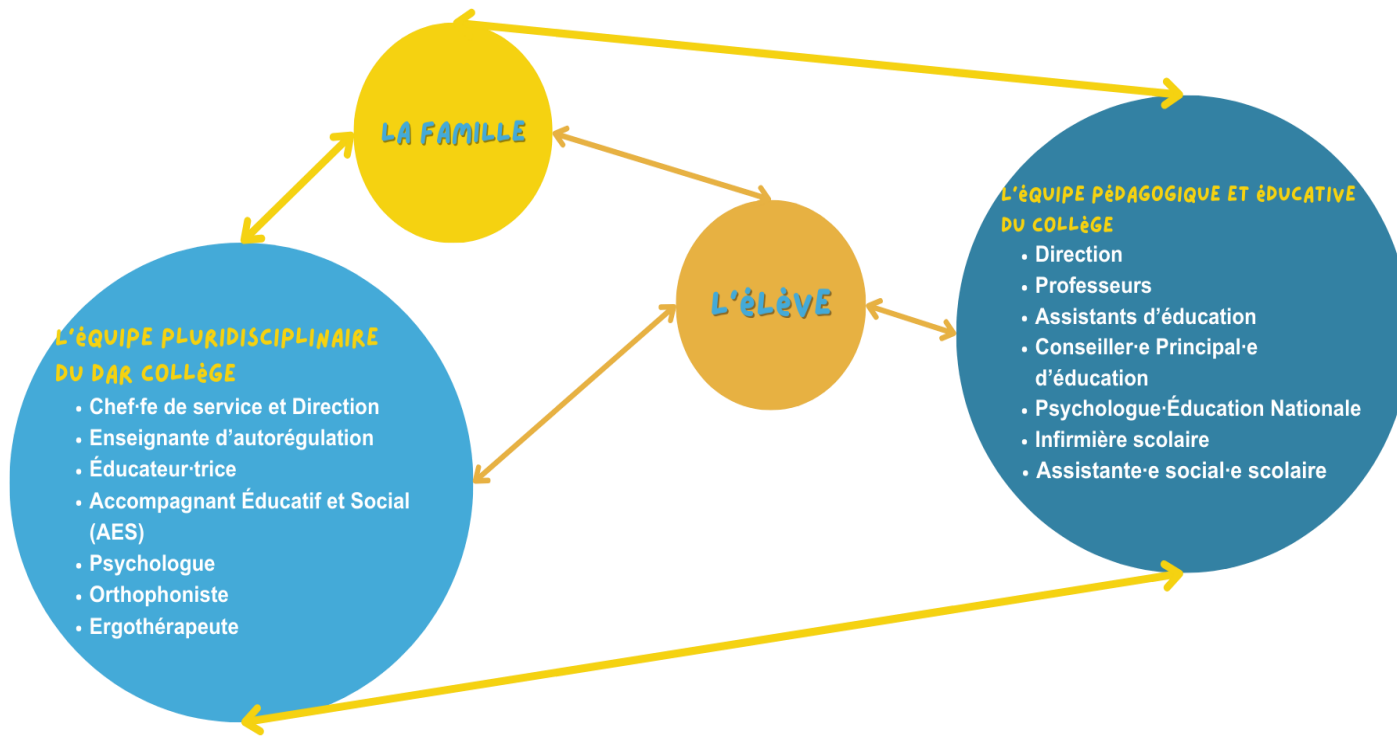 LA FAMILLE
L'éLèVE
L'éQUIPE PLURIDISCIPLINAIRE
DU DAR COLLèGE
• Chef·fe de service et Direction
• Enseignante d'autorégulation
• Éducateur·trice
• Accompagnant Éducatif et Social
(AES)
• Psychologue
• Orthophoniste
• Ergothérapeute
L'éQUIPE PéDAGOGIQUE ET éDUCATIVE
DU COLLèGE
• Direction
• Professeurs
• Assistants d'éducation
• Conseiller·e Principal·e
d'éducation
• Psychologue·Éducation Nationale
• Infirmière scolaire
• Assistante·e social·e scolaire